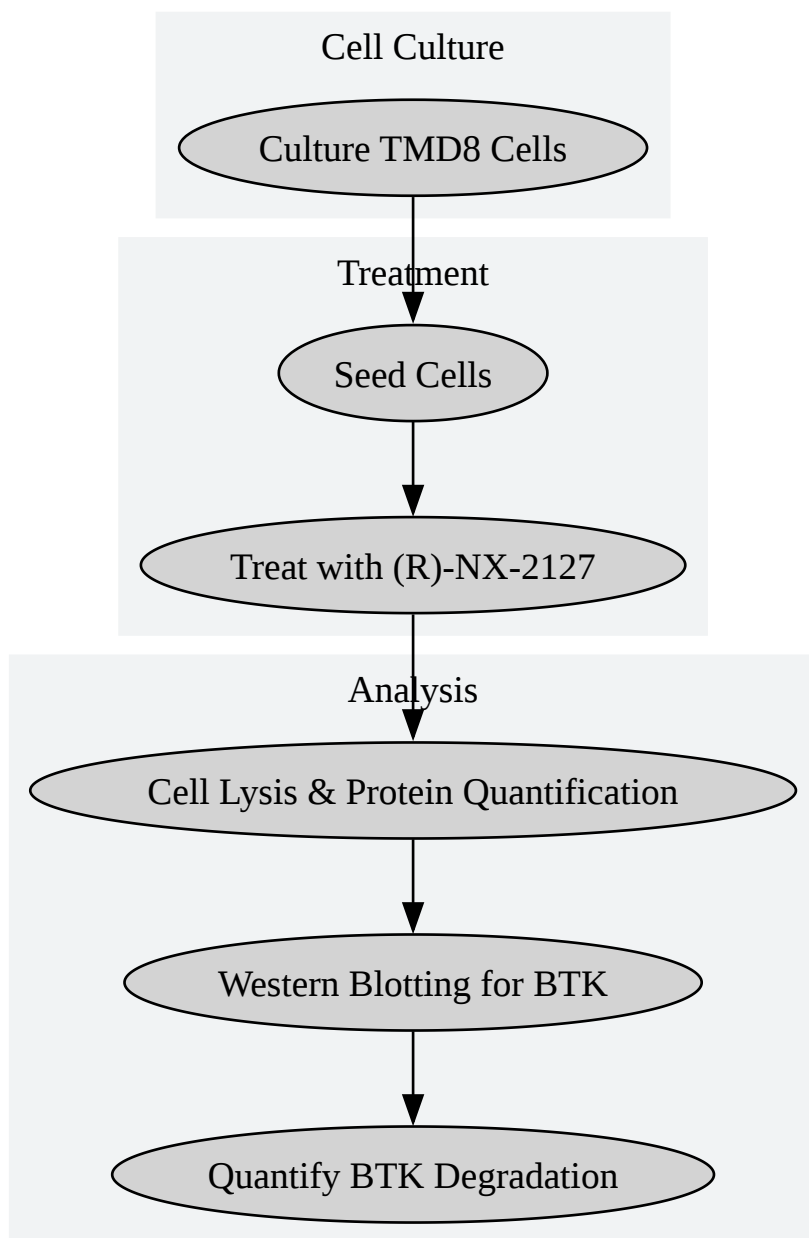 Cell Culture
Culture TMD8 Cells
Treatment
Seed Cells
Treat with (R)-NX-2127
Analysis
Cell Lysis & Protein Quantification
Western Blotting for BTK
Quantify BTK Degradation